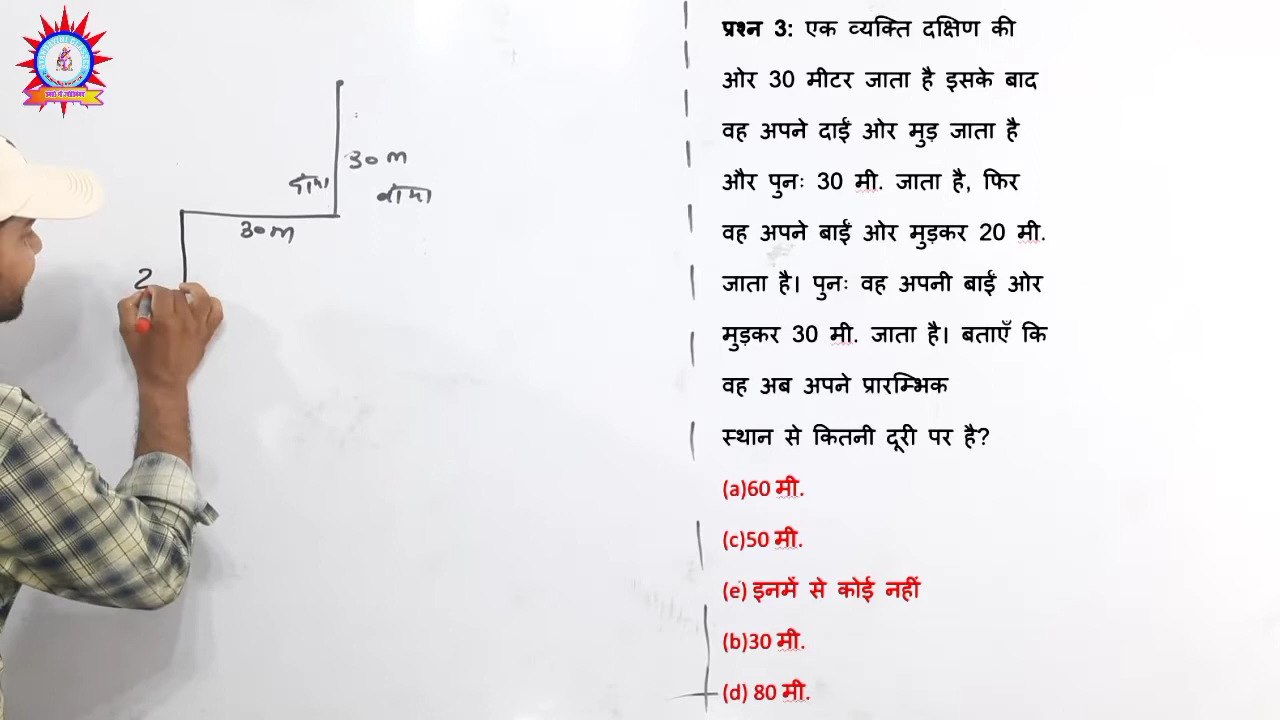 30 m
दाया
बाया
30 m
2
प्रश्न 3: एक व्यक्ति दक्षिण की
ओर 30 मीटर जाता है इसके बाद
वह अपने दाईं ओर मुड़ जाता है
और पुनः 30 मी. जाता है, फिर
वह अपने बाईं ओर मुड़कर 20 मी.
जाता है। पुनः वह अपनी बाईं ओर
मुड़कर 30 मी. जाता है। बताएँ कि
वह अब अपने प्रारम्भिक
स्थान से कितनी दूरी पर है?
(a)60 मी.
(c)50 मी.
(e) इनमें से कोई नहीं
(b)30 मी.
(d) 80 मी.